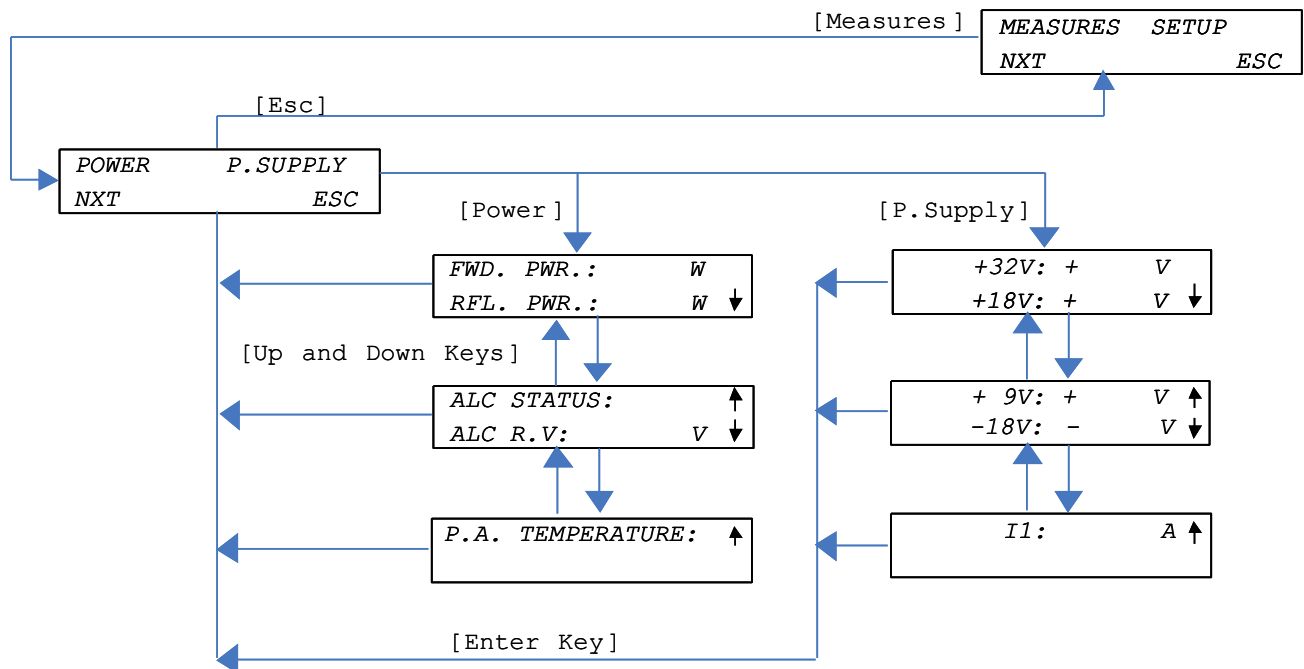 [Measures]
MEASURES SETUP
NXT ESC
[Esc]
POWER P.SUPPLY
NXT ESC
[Power]
[P.Supply]
FWD. PWR.: W
RFL. PWR.: W ↓
+32V: + V
+18V: + V ↓
[Up and Down Keys]
ALC STATUS: ↑
ALC R.V: V ↓
+ 9V: + V ↑
-18V: - V ↓
P.A. TEMPERATURE: ↑
I1: A ↑
[Enter Key]